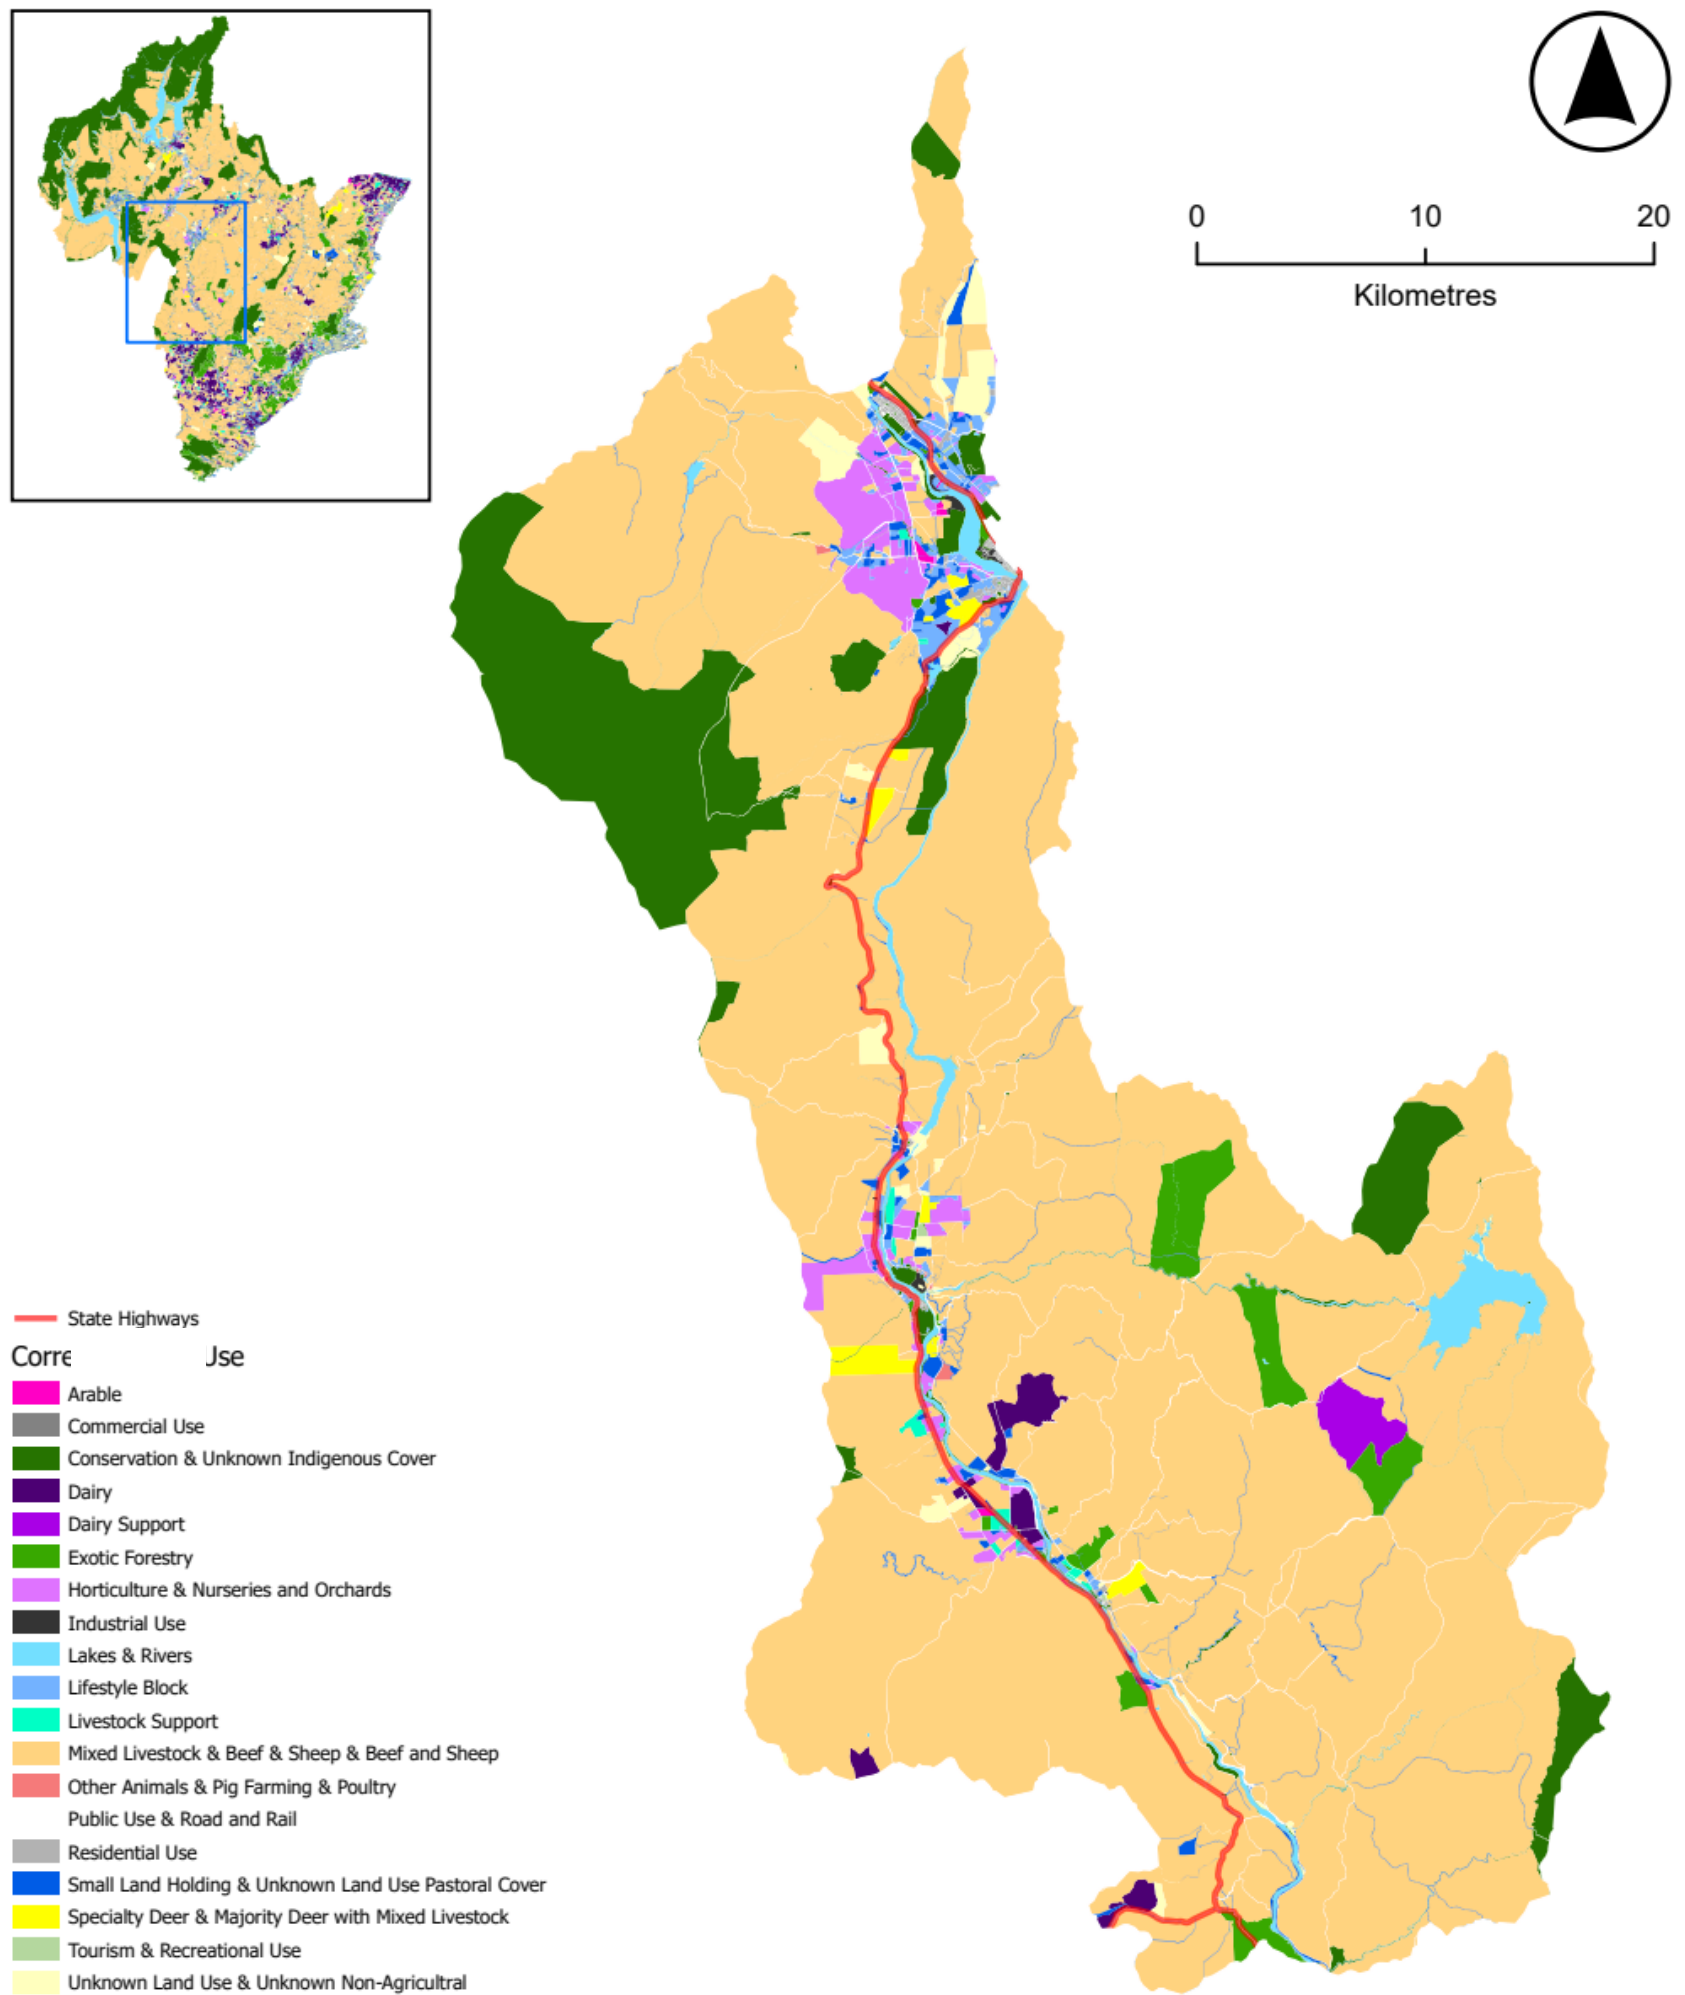 0 10 20
Kilometres
State Highways
Corre Use
Arable
Commercial Use
Conservation & Unknown Indigenous Cover
Dairy
Dairy Support
Exotic Forestry
Horticulture & Nurseries and Orchards
Industrial Use
Lakes & Rivers
Lifestyle Block
Livestock Support
Mixed Livestock & Beef & Sheep & Beef and Sheep
Other Animals & Pig Farming & Poultry
Public Use & Road and Rail
Residential Use
Small Land Holding & Unknown Land Use Pastoral Cover
Specialty Deer & Majority Deer with Mixed Livestock
Tourism & Recreational Use
Unknown Land Use & Unknown Non-Agricultral